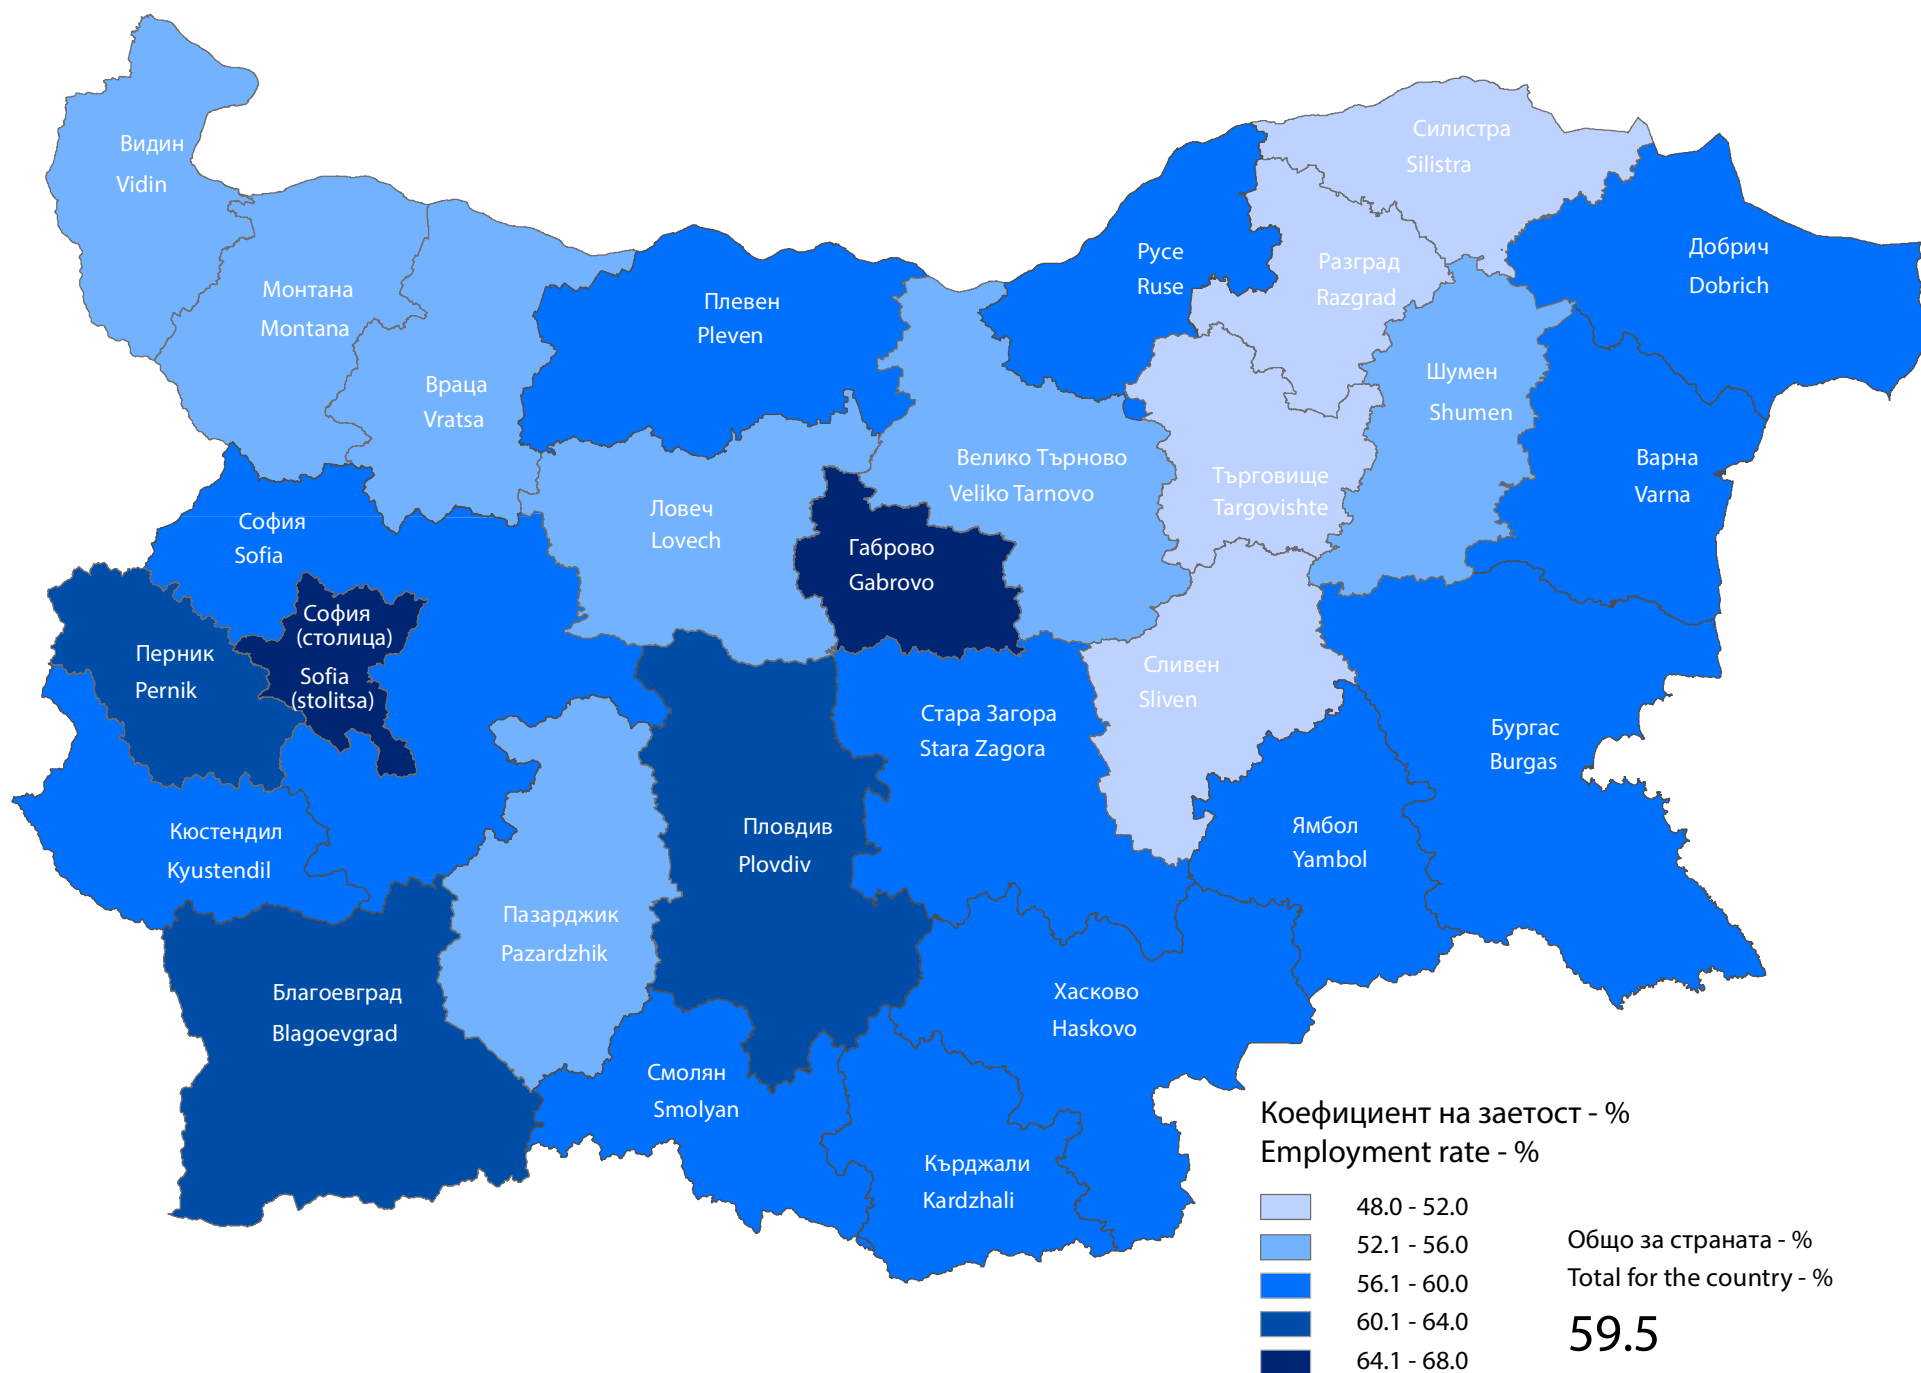 Видин
Vidin
Монтана
Montana
Враца
Vratsa
Плевен
Pleven
Русе
Ruse
Силистра
Silistra
Разград
Razgrad
Добрич
Dobrich
Шумен
Shumen
Варна
Varna
Търговище
Targovishte
Велико Търново
Veliko Tarnovo
Ловеч
Lovech
Габрово
Gabrovo
София
Sofia
София
(столица)
Sofia
(stolitsa)
Перник
Pernik
Кюстендил
Kyustendil
Благоевград
Blagoevgrad
Пазарджик
Pazardzhik
Пловдив
Plovdiv
Стара Загора
Stara Zagora
Сливен
Sliven
Ямбол
Yambol
Бургас
Burgas
Хасково
Haskovo
Смолян
Smolyan
Кърджали
Kardzhali
Коефициент на заетост - %
Employment rate - %
48.0 - 52.0
52.1 - 56.0
56.1 - 60.0
60.1 - 64.0
64.1 - 68.0
Общо за страната - %
Total for the country - %
59.5